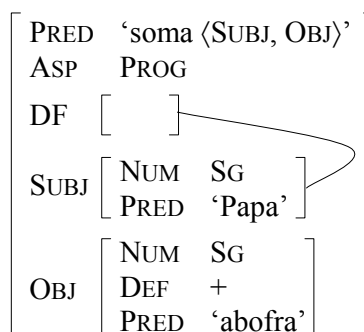 PRED ‘soma ⟨SUBJ, OBJ⟩’
ASP PROG
DF [ ]
NUM SG
SUBJ
PRED ‘Papa’
NUM SG
OBJ DEF +
PRED ‘abofra’